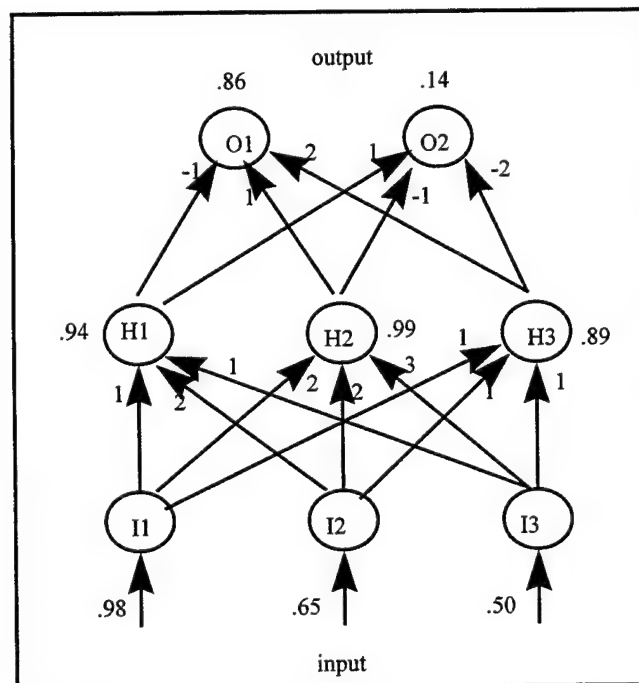 output
.86 .14
O1 O2
-1 1 2 1 -1 -2
.94 H1 H2 .99 H3 .89
1 2 1 2 2 3 1 1 1
I1 I2 I3
.98 .65 .50
input